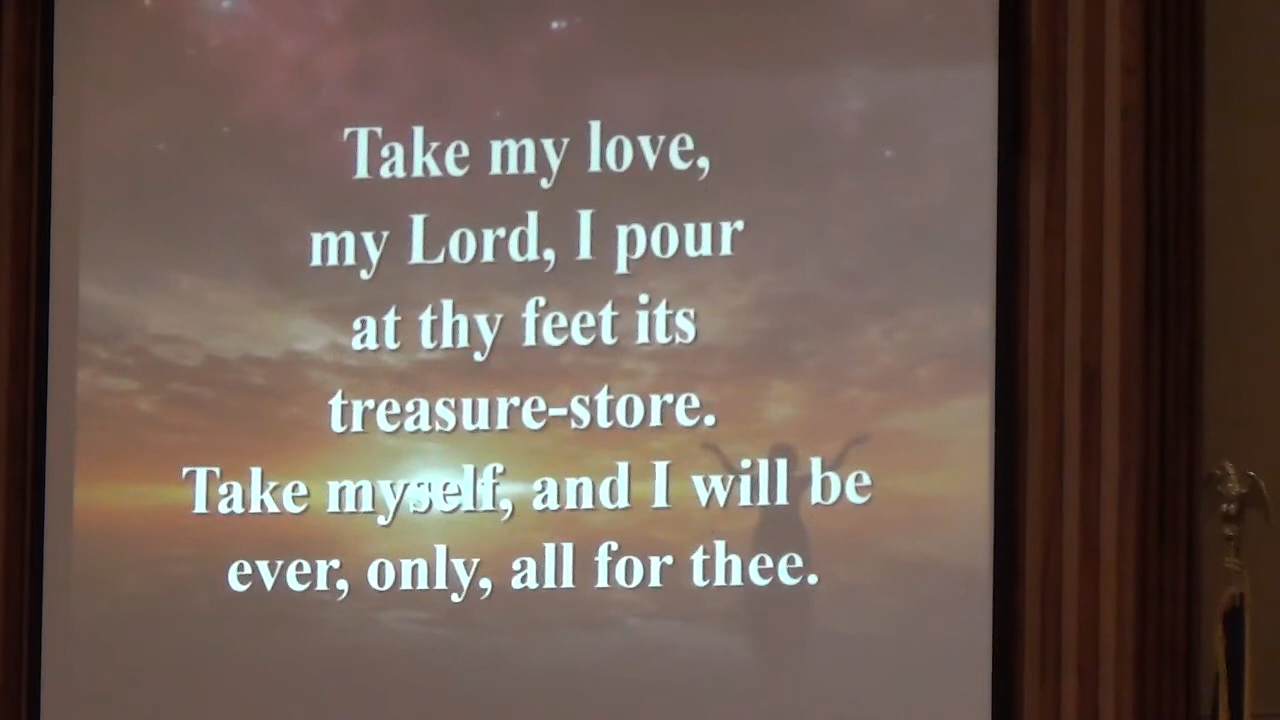 Take my love,
my Lord, I pour
at thy feet its
treasure-store.
Take myself, and I will be
ever, only, all for thee.